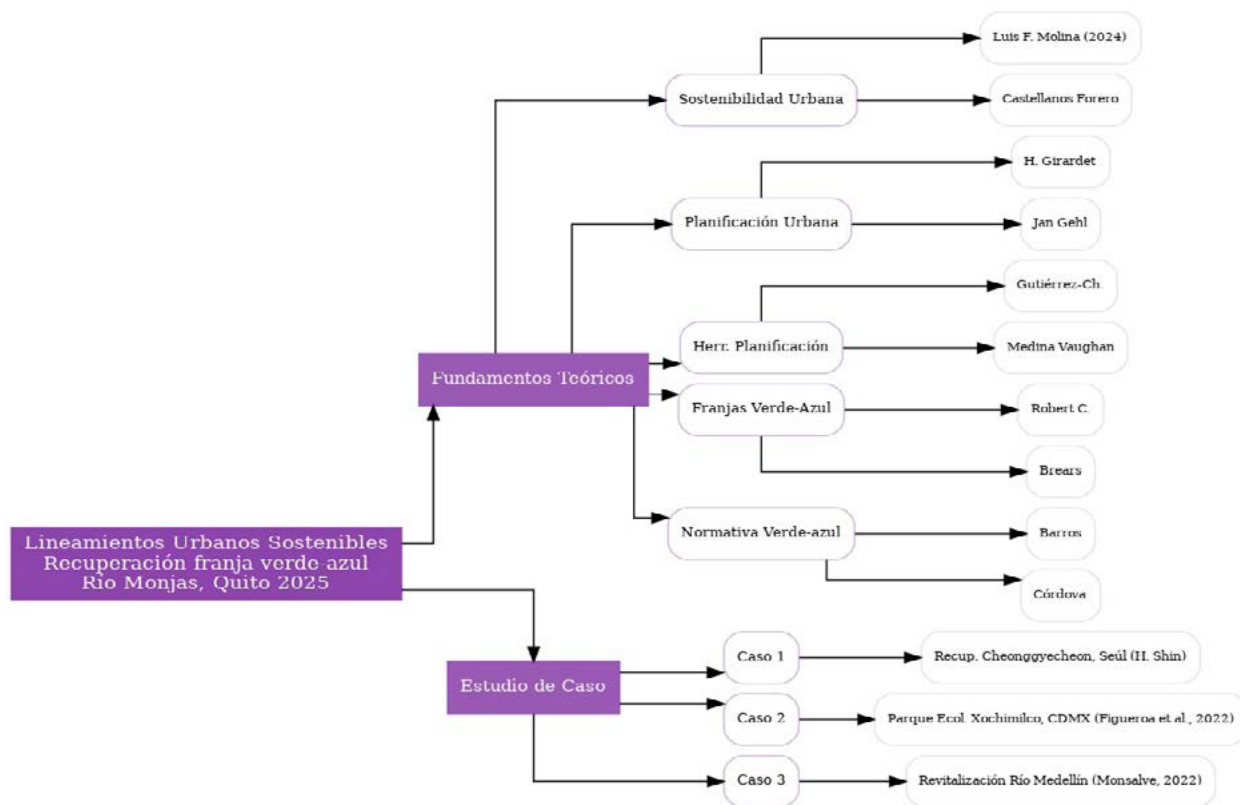 Luis F. Molina (2024)
Sostenibilidad Urbana
Castellanos Forero
H. Girardet
Planificación Urbana
Jan Gehl
Gutiérrez-Ch.
Herr. Planificación
Medina Vaughan
Fundamentos Teóricos
Franjas Verde-Azul
Robert C.
Brears
Normativa Verde-azul
Barros
Córdova
Lineamientos Urbanos Sostenibles
Recuperación franja verde-azul
Río Monjas, Quito 2025
Caso 1
Recup. Cheonggyecheon, Seúl (H. Shin)
Estudio de Caso
Caso 2
Parque Ecol. Xochimilco, CDMX (Figueroa et al., 2022)
Caso 3
Revitalización Río Medellín (Monsalve, 2022)